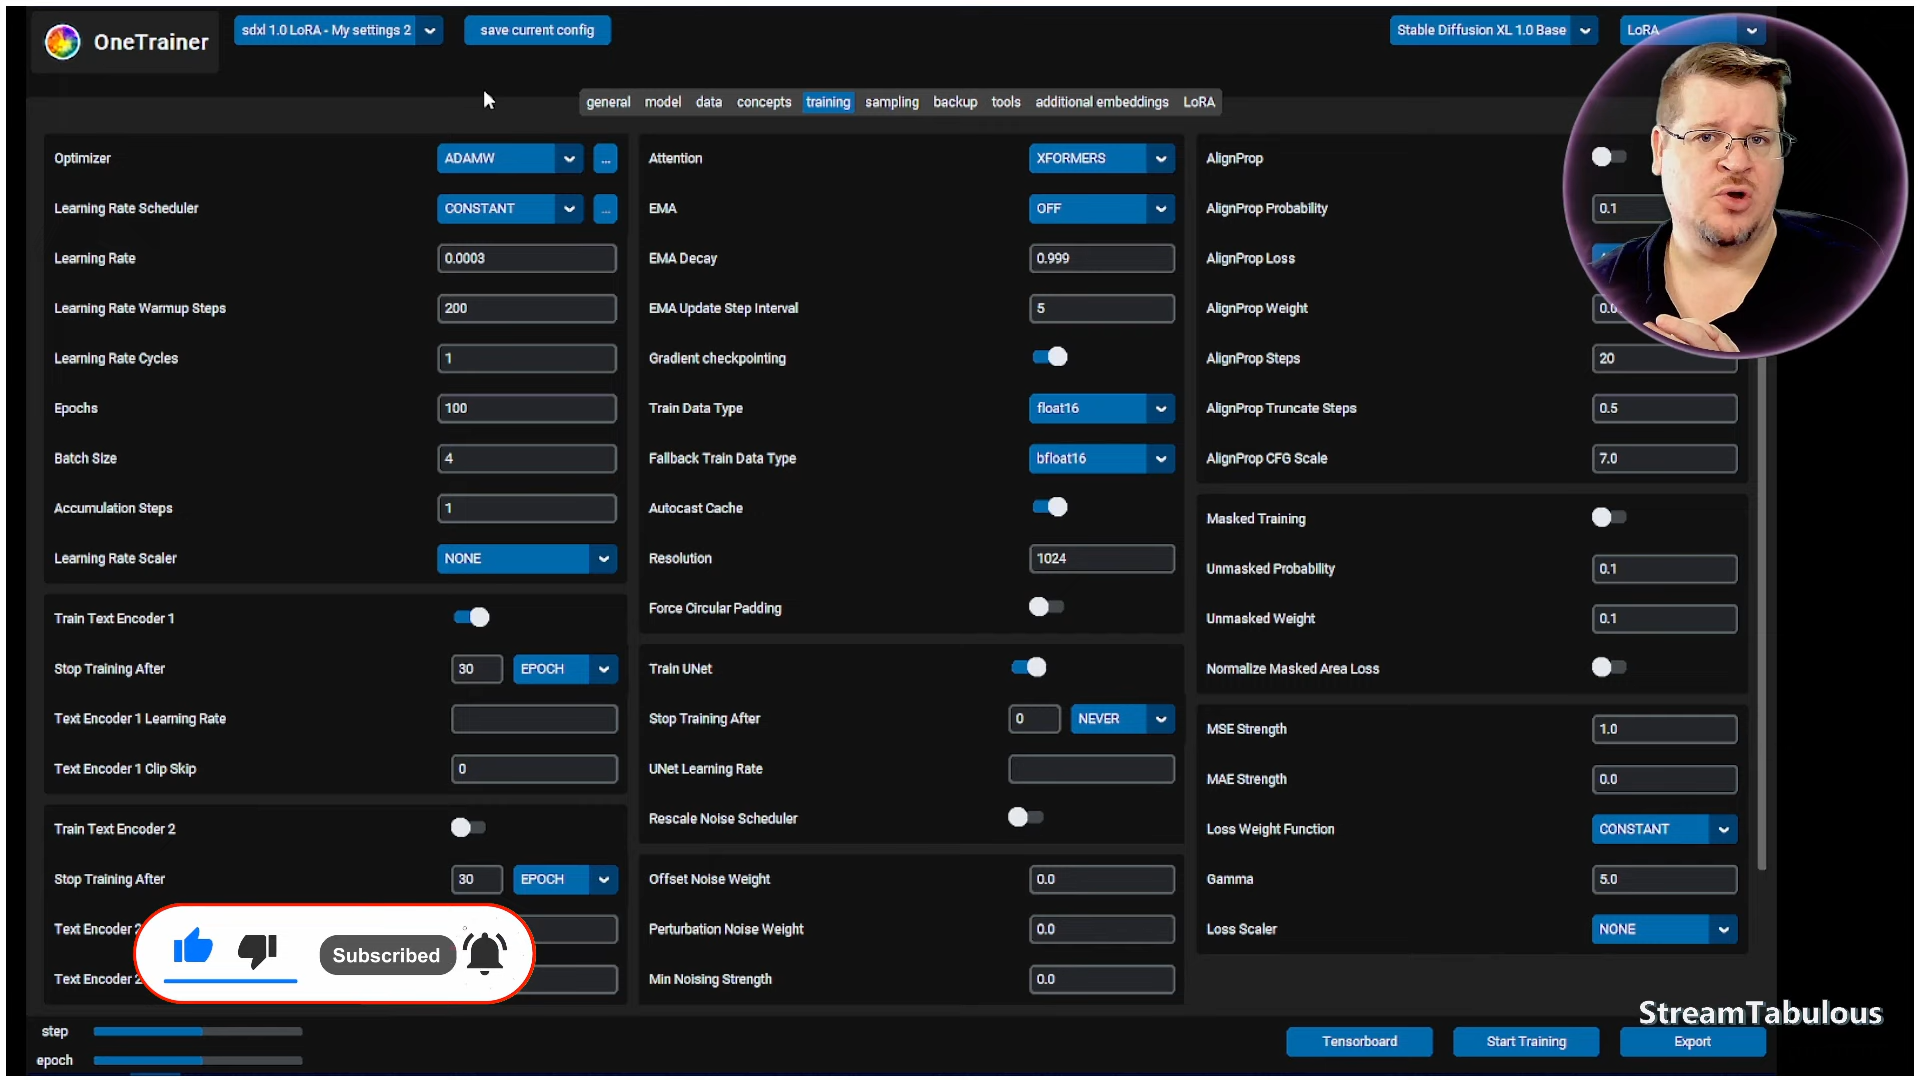 OneTrainer
sdxl 1.0 LoRA - My settings 2
save current config
Stable Diffusion XL 1.0 Base
LoRA
general model data concepts training sampling backup tools additional embeddings LoRA
Optimizer ADAMW ...
Learning Rate Scheduler CONSTANT ...
Learning Rate 0.0003
Learning Rate Warmup Steps 200
Learning Rate Cycles 1
Epochs 100
Batch Size 4
Accumulation Steps 1
Learning Rate Scaler NONE
Train Text Encoder 1
Stop Training After 30 EPOCH
Text Encoder 1 Learning Rate
Text Encoder 1 Clip Skip 0
Train Text Encoder 2
Stop Training After 30 EPOCH
Text Encoder 2
Text Encoder 2
Subscribed
Attention XFORMERS
EMA OFF
EMA Decay 0.999
EMA Update Step Interval 5
Gradient checkpointing
Train Data Type float16
Fallback Train Data Type bfloat16
Autocast Cache
Resolution 1024
Force Circular Padding
Train UNet
Stop Training After 0 NEVER
UNet Learning Rate
Rescale Noise Scheduler
Offset Noise Weight 0.0
Perturbation Noise Weight 0.0
Min Noising Strength 0.0
AlignProp
AlignProp Probability 0.1
AlignProp Loss
AlignProp Weight
AlignProp Steps 20
AlignProp Truncate Steps 0.5
AlignProp CFG Scale 7.0
Masked Training
Unmasked Probability 0.1
Unmasked Weight 0.1
Normalize Masked Area Loss
MSE Strength 1.0
MAE Strength 0.0
Loss Weight Function CONSTANT
Gamma 5.0
Loss Scaler NONE
StreamTabulous
step
epoch
Tensorboard
Start Training
Export